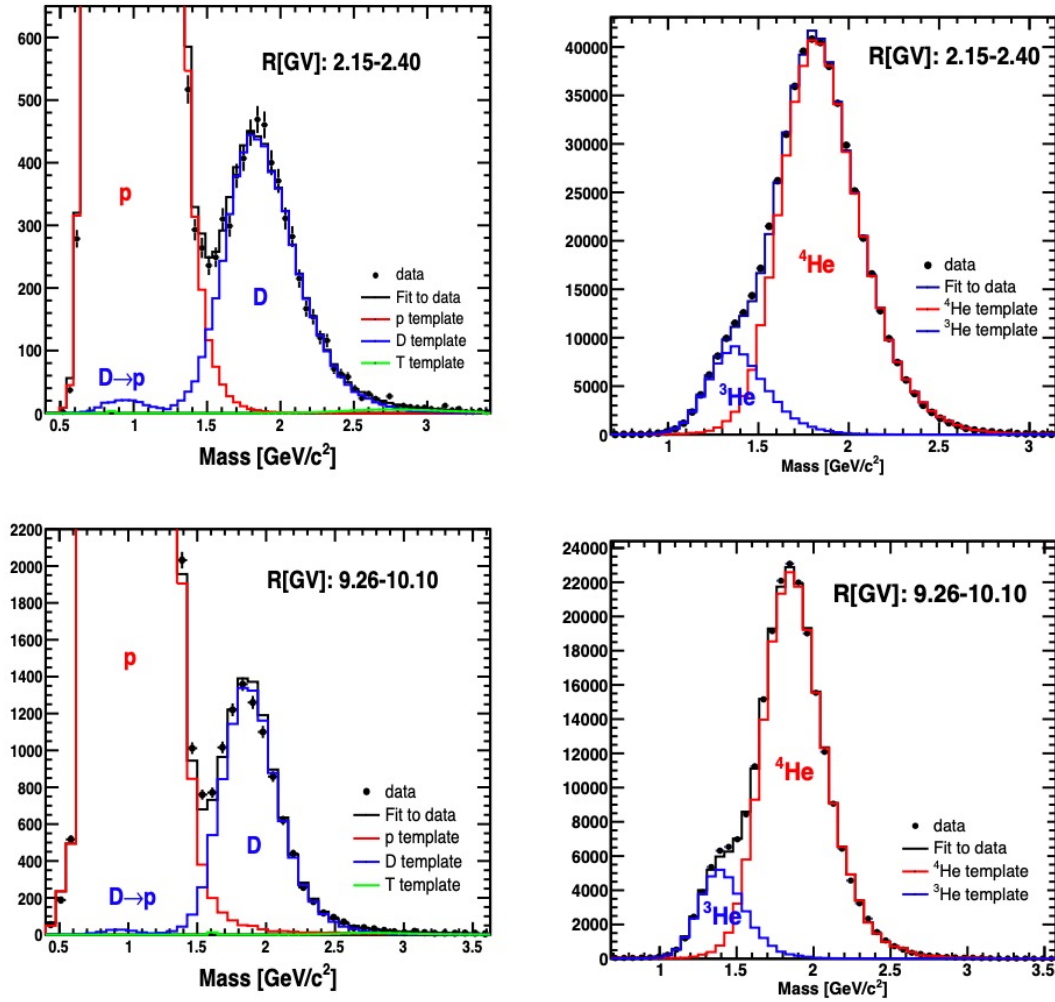 600
500
400
300
200
100
0
R[GV]: 2.15-2.40
p
D
D→p
data
Fit to data
p template
D template
T template
0.5 1 1.5 2 2.5 3
Mass [GeV/c²]
40000
35000
30000
25000
20000
15000
10000
5000
0
R[GV]: 2.15-2.40
⁴He
³He
data
Fit to data
⁴He template
³He template
1 1.5 2 2.5 3
Mass [GeV/c²]
2200
2000
1800
1600
1400
1200
1000
800
600
400
200
0
R[GV]: 9.26-10.10
p
D
D→p
data
Fit to data
p template
D template
T template
0.5 1 1.5 2 2.5 3 3.5
Mass [GeV/c²]
24000
22000
20000
18000
16000
14000
12000
10000
8000
6000
4000
2000
0
R[GV]: 9.26-10.10
⁴He
³He
data
Fit to data
⁴He template
³He template
1 1.5 2 2.5 3 3.5
Mass [GeV/c²]